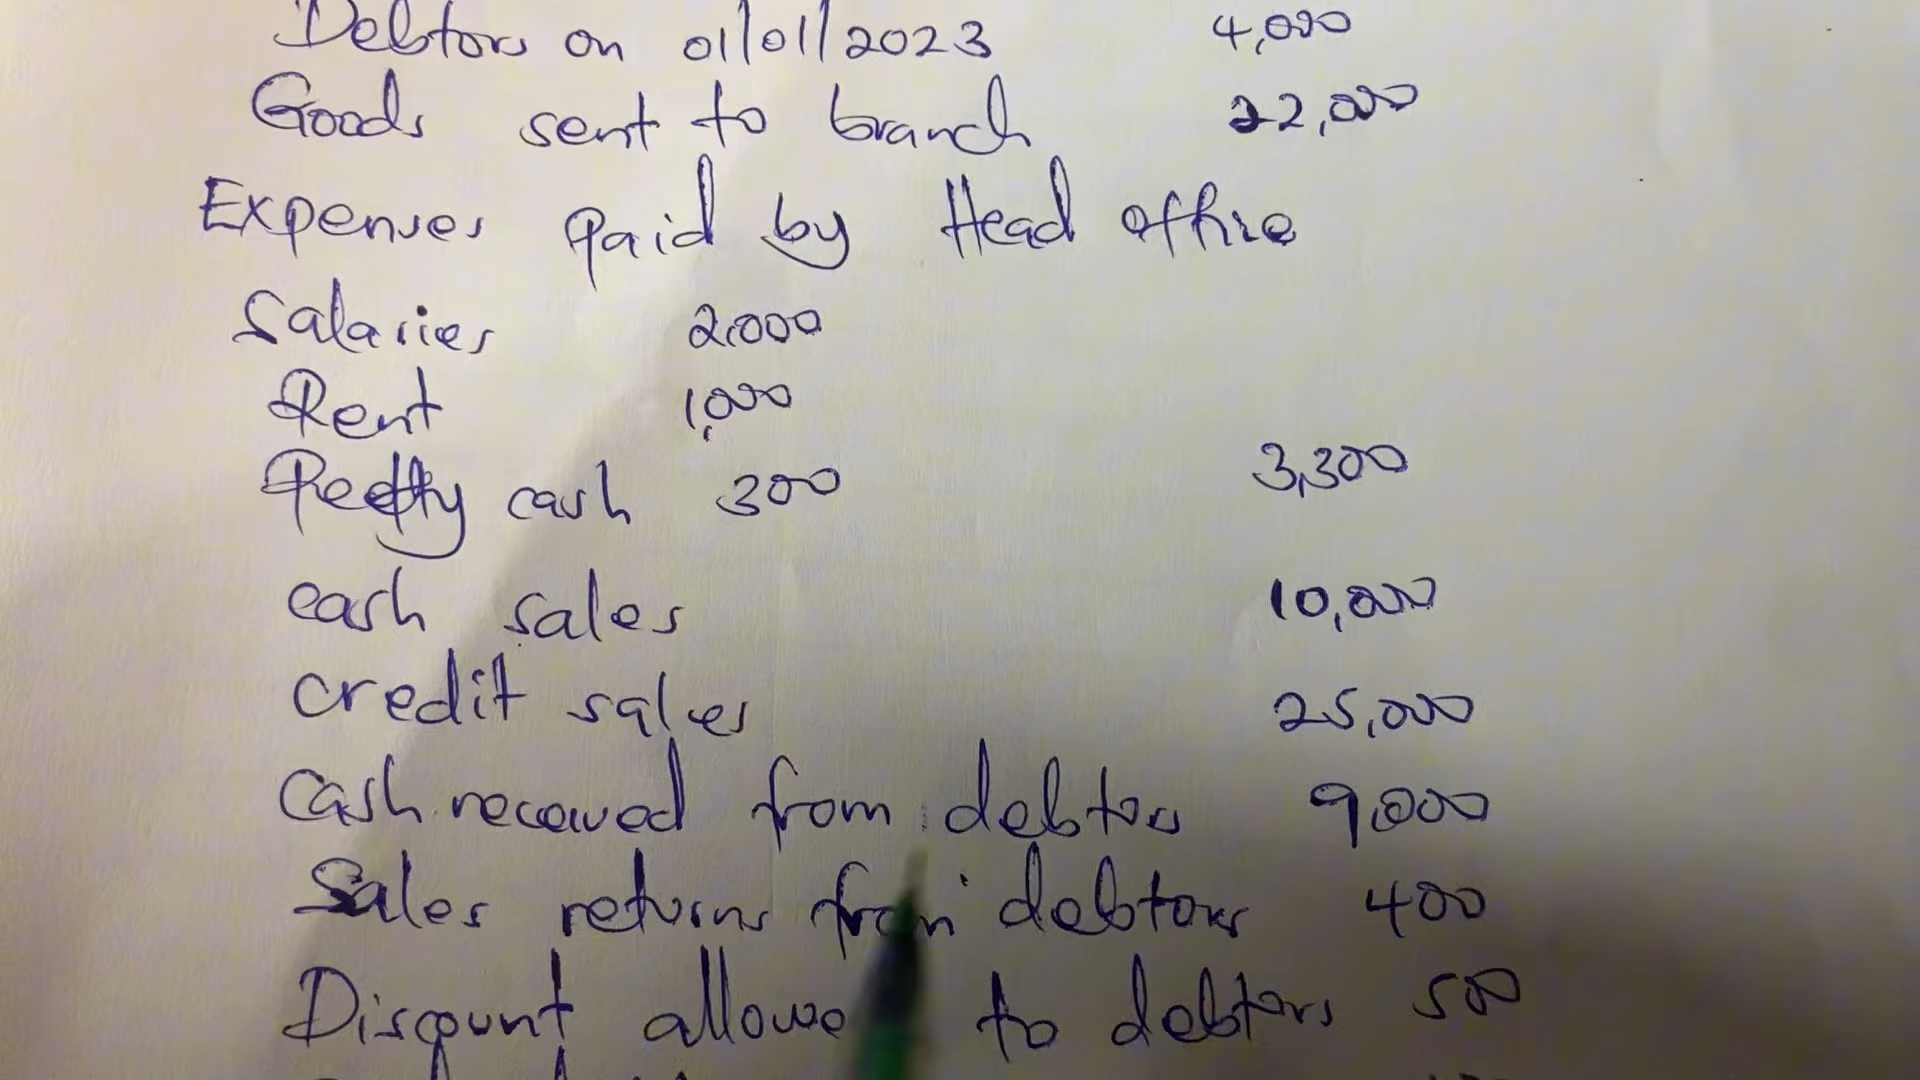 Debtors on 01/01/2023 4,000
Goods sent to branch 22,000
Expenses paid by Head office
Salaries 2,000
Rent 1,000
Petty cash 300 3,300
cash sales 10,000
credit sales 25,000
Cash received from debtors 9,000
Sales returns from debtors 400
Discount allowe to debtors 500